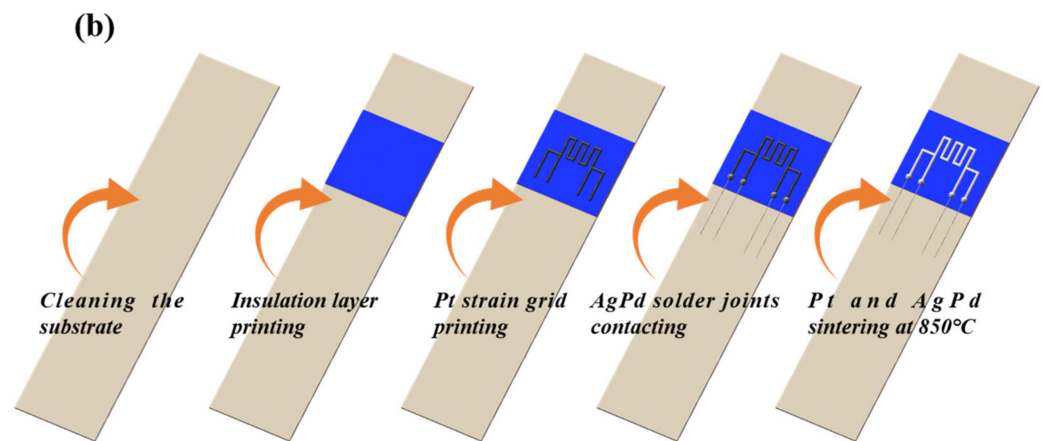 (b)
Cleaning the
substrate
Insulation layer
printing
Pt strain grid
printing
AgPd solder joints
contacting
Pt and AgPd
sintering at 850°C